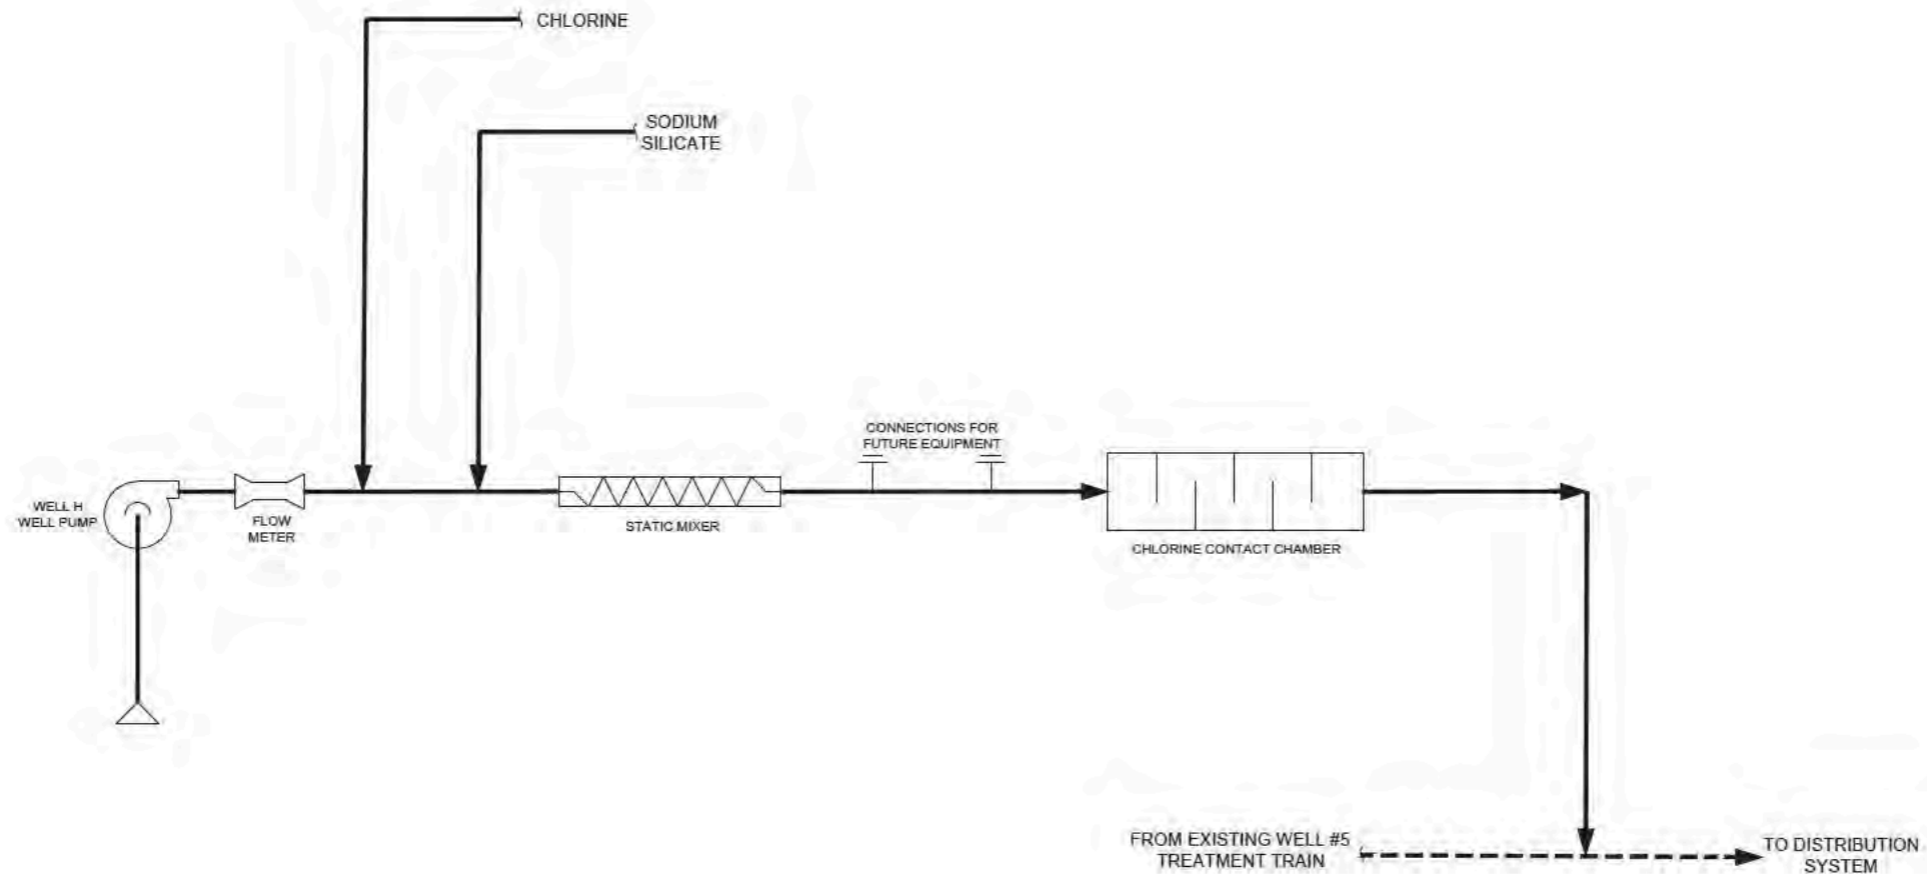 CHLORINE
SODIUM
SILICATE
CONNECTIONS FOR
FUTURE EQUIPMENT
WELL H
WELL PUMP
FLOW
METER
STATIC MIXER
CHLORINE CONTACT CHAMBER
FROM EXISTING WELL #5
TREATMENT TRAIN
TO DISTRIBUTION
SYSTEM